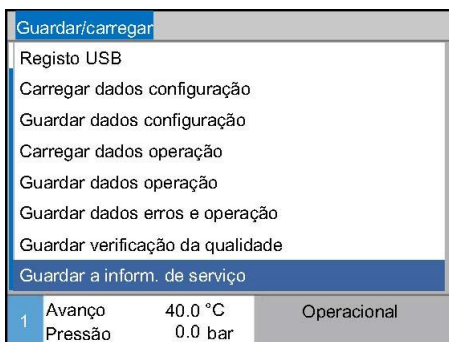 Guardar/carregar
Registo USB
Carregar dados configuração
Guardar dados configuração
Carregar dados operação
Guardar dados operação
Guardar dados erros e operação
Guardar verificação da qualidade
Guardar a inform. de serviço
1 Avanço 40.0 °C Operacional
Pressão 0.0 bar